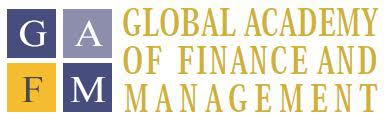 G A
F M
GLOBAL ACADEMY
OF FINANCE AND
MANAGEMENT